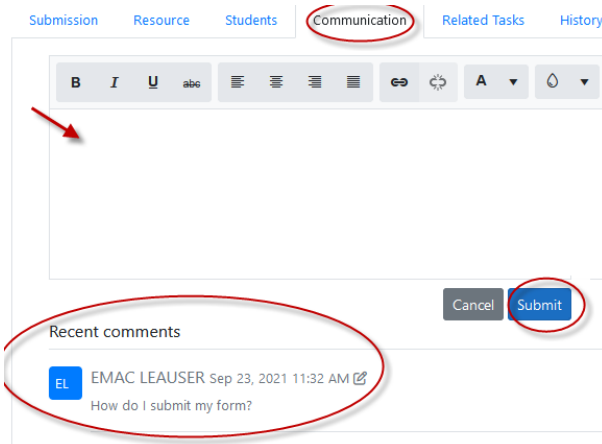 Submission Resource Students Communication Related Tasks History
B I U abc A
Cancel Submit
Recent comments
EL EMAC LEAUSER Sep 23, 2021 11:32 AM
How do I submit my form?